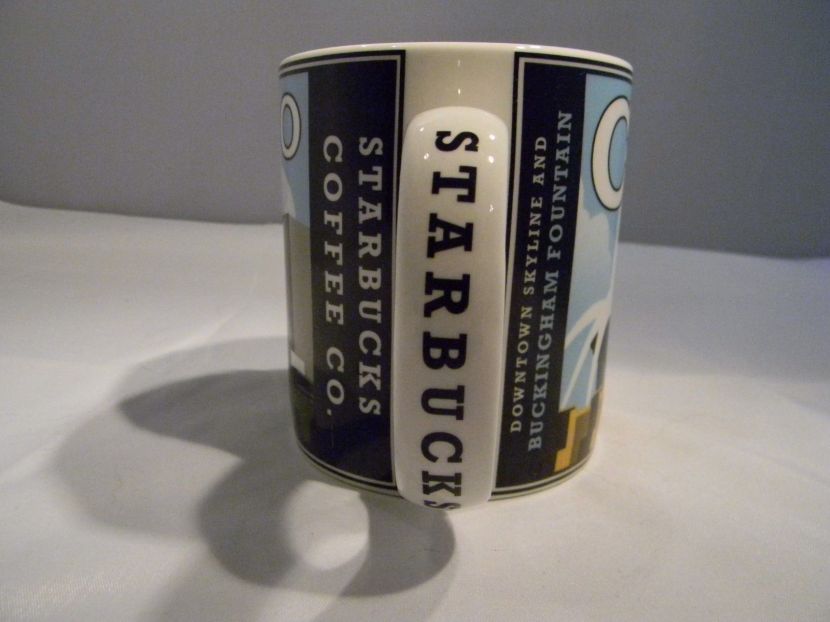 O
STARBUCKS
COFFEE CO.
STARBUCKS
DOWNTOWN SKYLINE AND
BUCKINGHAM FOUNTAIN
C